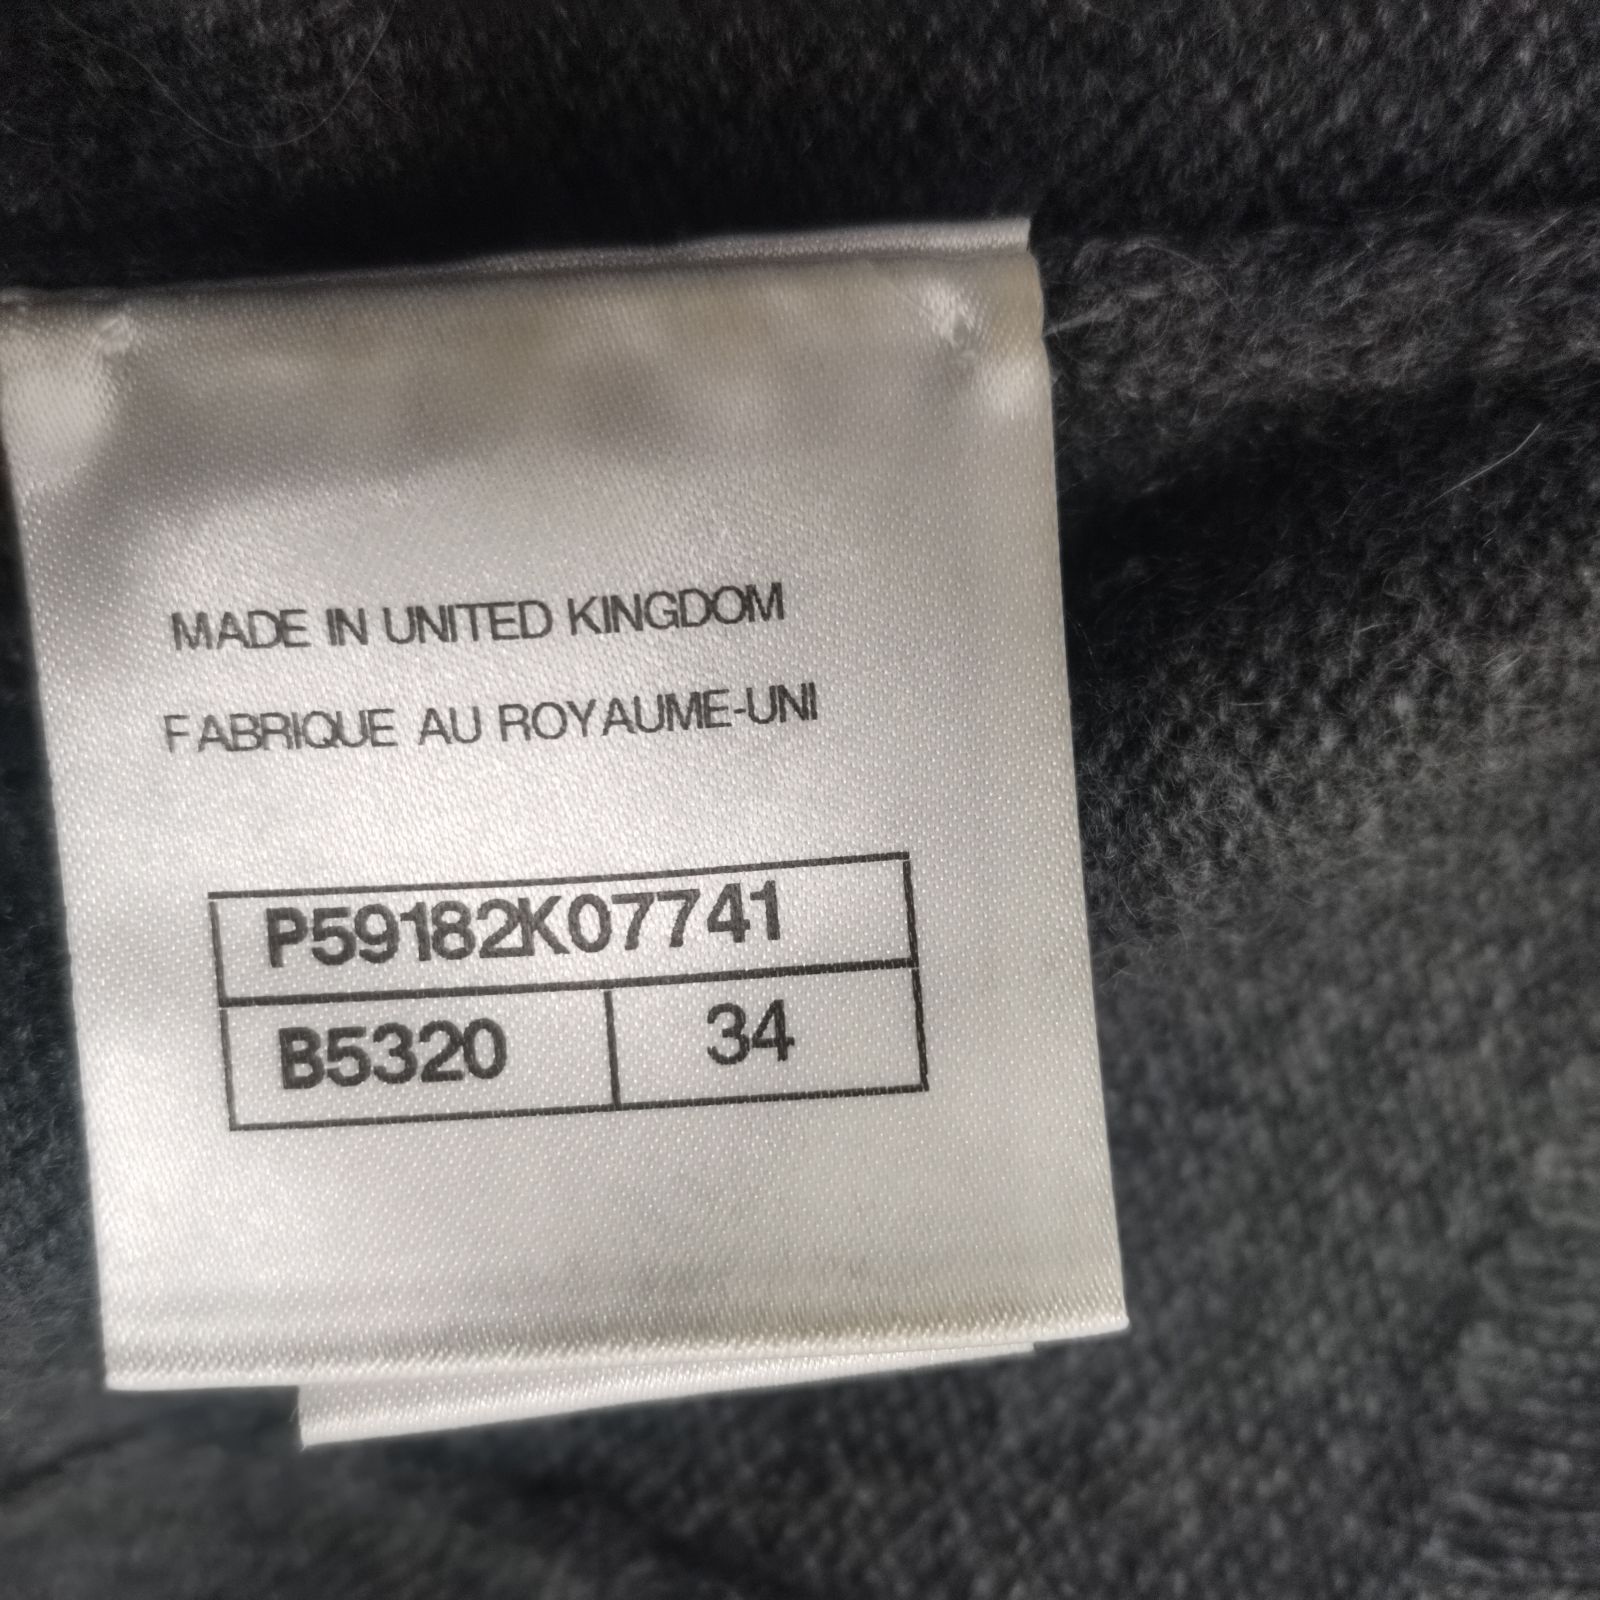 MADE IN UNITED KINGDOM
FABRIQUE AU ROYAUME-UNI
P59182K07741
B5320 34